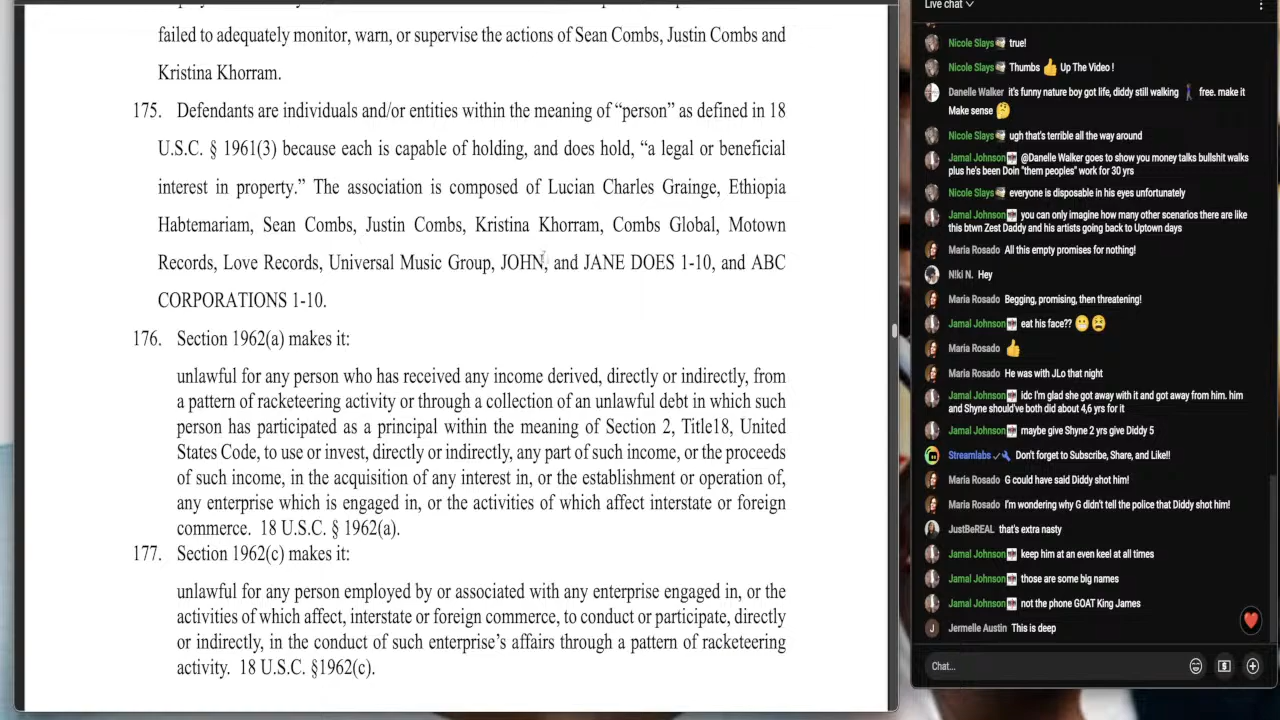 failed to adequately monitor, warn, or supervise the actions of Sean Combs, Justin Combs and
Kristina Khorram.
175. Defendants are individuals and/or entities within the meaning of “person” as defined in 18
U.S.C. § 1961(3) because each is capable of holding, and does hold, “a legal or beneficial
interest in property.” The association is composed of Lucian Charles Grainge, Ethiopia
Habtemariam, Sean Combs, Justin Combs, Kristina Khorram, Combs Global, Motown
Records, Love Records, Universal Music Group, JOHN, and JANE DOES 1-10, and ABC
CORPORATIONS 1-10.
176. Section 1962(a) makes it:
unlawful for any person who has received any income derived, directly or indirectly, from
a pattern of racketeering activity or through a collection of an unlawful debt in which such
person has participated as a principal within the meaning of Section 2, Title18, United
States Code, to use or invest, directly or indirectly, any part of such income, or the proceeds
of such income, in the acquisition of any interest in, or the establishment or operation of,
any enterprise which is engaged in, or the activities of which affect interstate or foreign
commerce. 18 U.S.C. § 1962(a).
177. Section 1962(c) makes it:
unlawful for any person employed by or associated with any enterprise engaged in, or the
activities of which affect, interstate or foreign commerce, to conduct or participate, directly
or indirectly, in the conduct of such enterprise’s affairs through a pattern of racketeering
activity. 18 U.S.C. §1962(c).
Live chat
Nicole Slays true!
Nicole Slays Thumbs 👍 Up The Video !
Danelle Walker it's funny nature boy got life, diddy still walking 🚶 free. make it
Make sense 🤔
Nicole Slays ugh that's terrible all the way around
Jamal Johnson @Danelle Walker goes to show you money talks bullshit walks
plus he's been Doin "them peoples" work for 30 yrs
Nicole Slays everyone is disposable in his eyes unfortunately
Jamal Johnson you can only imagine how many other scenarios there are like
this btwn Zest Daddy and his artists going back to Uptown days
Maria Rosado All this empty promises for nothing!
N!ki N. Hey
Maria Rosado Begging, promising, then threatening!
Jamal Johnson eat his face?? 😬😫
Maria Rosado 👍
Maria Rosado He was with JLo that night
Jamal Johnson idc I'm glad she got away with it and got away from him. him
and Shyne should've both did about 4,6 yrs for it
Jamal Johnson maybe give Shyne 2 yrs give Diddy 5
Streamlabs Don't forget to Subscribe, Share, and Like!!
Maria Rosado G could have said Diddy shot him!
Maria Rosado I'm wondering why G didn't tell the police that Diddy shot him!
JustBeREAL that's extra nasty
Jamal Johnson keep him at an even keel at all times
Jamal Johnson those are some big names
Jamal Johnson not the phone GOAT King James
J Jermelle Austin This is deep
Chat...